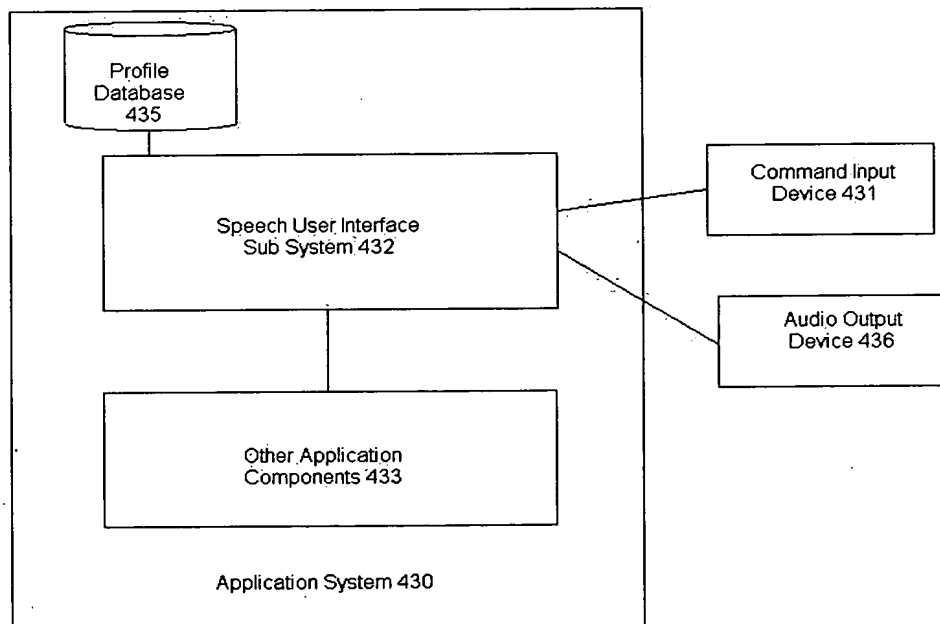 Profile
Database
435
Speech User Interface
Sub System 432
Command Input
Device 431
Audio Output
Device 436
Other Application
Components 433
Application System 430